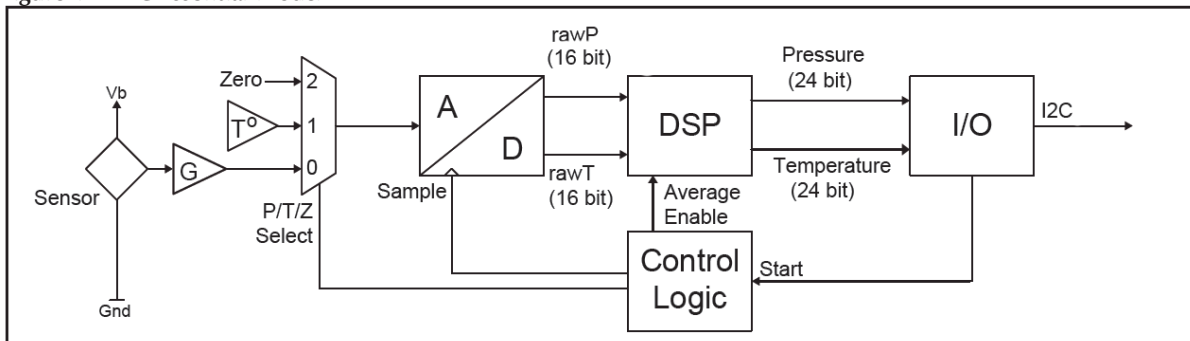 rawP
(16 bit)
Pressure
(24 bit)
Zero
2
Vb
T°
1
A
D
DSP
I/O
I2C
G
0
Sensor
Sample
rawT
(16 bit)
Temperature
(24 bit)
P/T/Z
Select
Average
Enable
Control
Logic
Start
Gnd